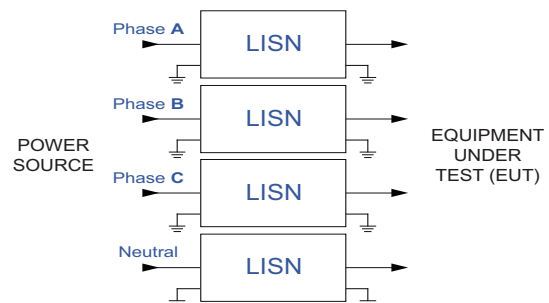 Phase A
LISN
Phase B
LISN
POWER
SOURCE
EQUIPMENT
UNDER
TEST (EUT)
Phase C
LISN
Neutral
LISN